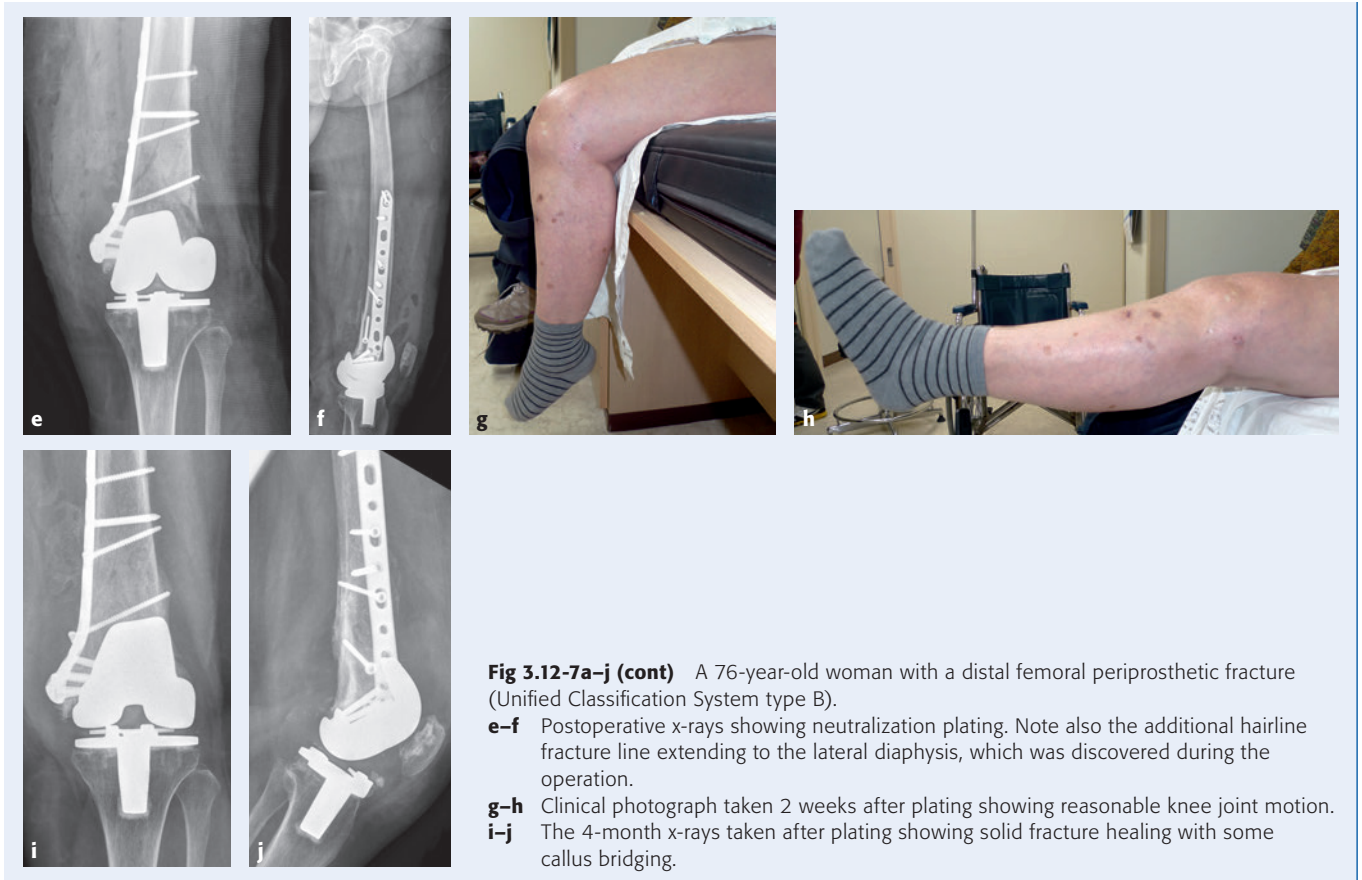 e
f
g
h
i
j
Fig 3.12-7a–j (cont) A 76-year-old woman with a distal femoral periprosthetic fracture
(Unified Classification System type B).
e–f Postoperative x-rays showing neutralization plating. Note also the additional hairline
fracture line extending to the lateral diaphysis, which was discovered during the
operation.
g–h Clinical photograph taken 2 weeks after plating showing reasonable knee joint motion.
i–j The 4-month x-rays taken after plating showing solid fracture healing with some
callus bridging.